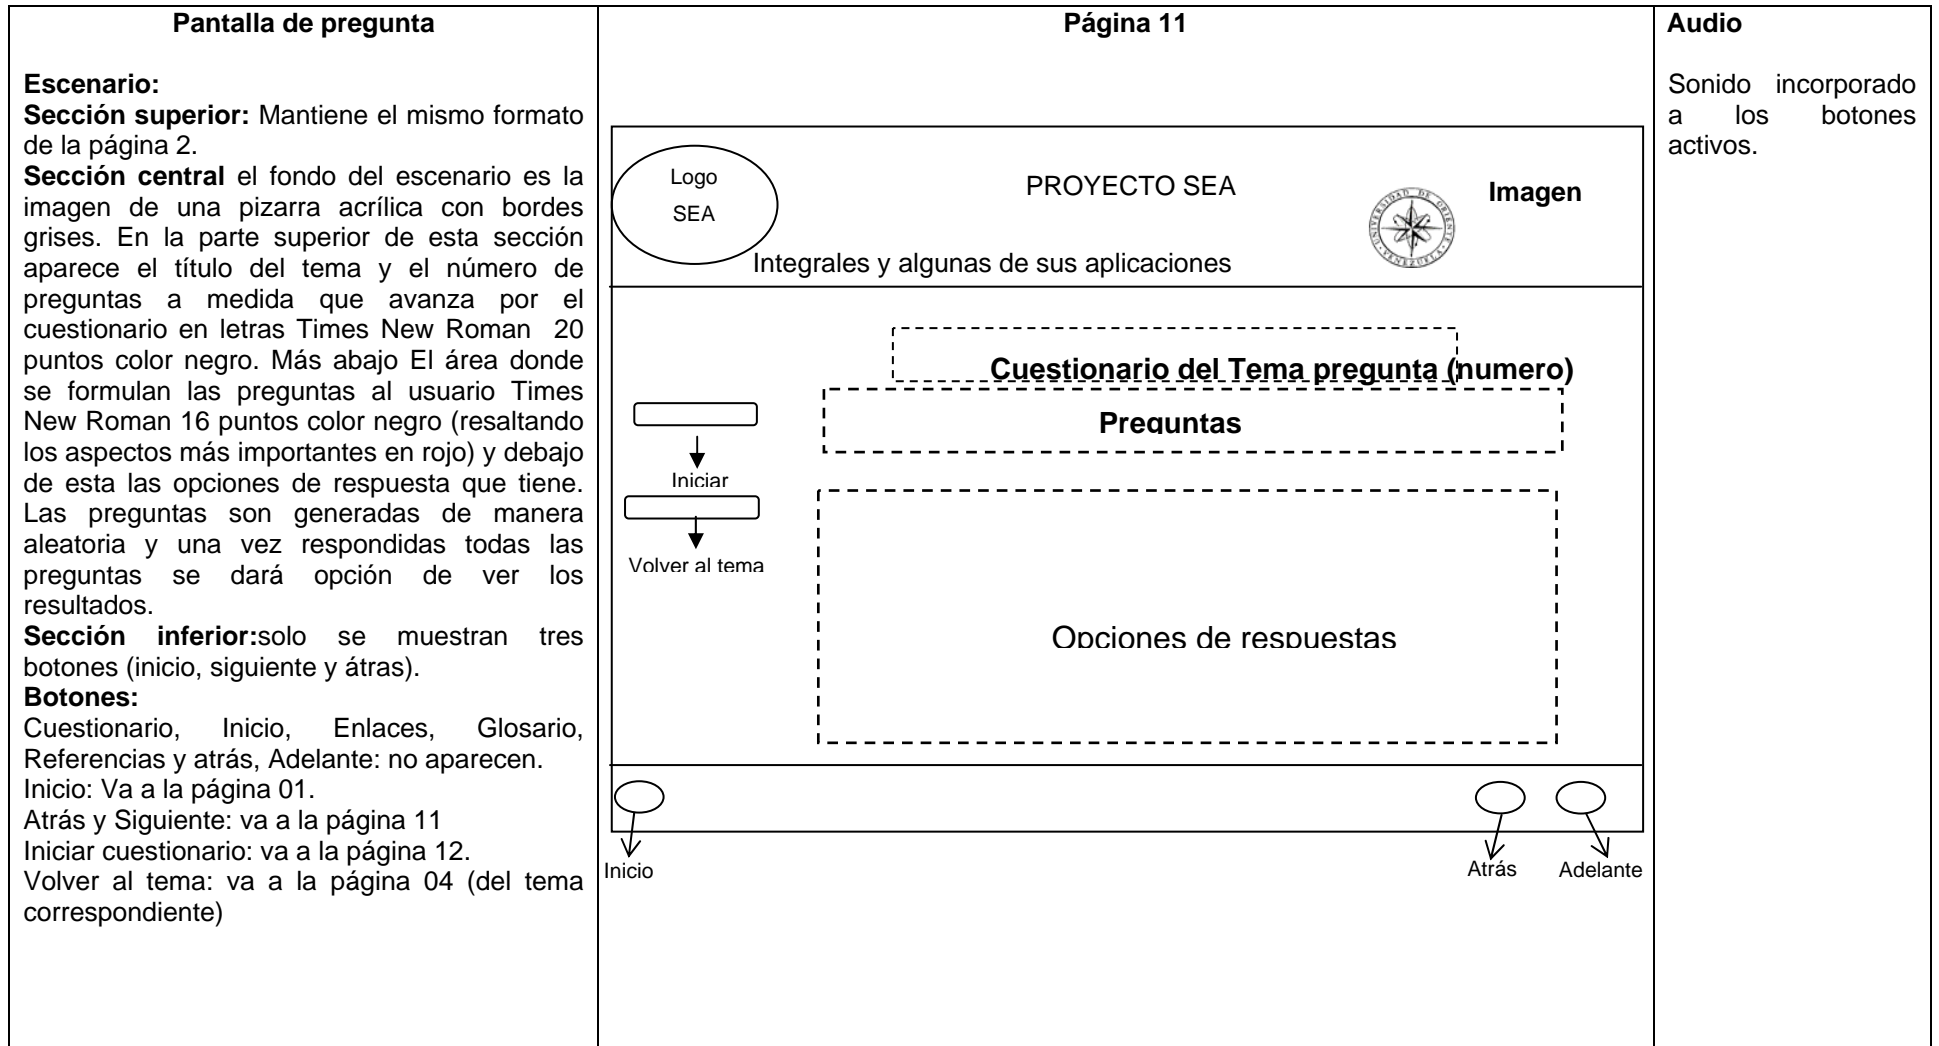 Pantalla de pregunta
Escenario:
Sección superior: Mantiene el mismo formato
de la página 2.
Sección central el fondo del escenario es la
imagen de una pizarra acrílica con bordes
grises. En la parte superior de esta sección
aparece el título del tema y el número de
preguntas a medida que avanza por el
cuestionario en letras Times New Roman 20
puntos color negro. Más abajo El área donde
se formulan las preguntas al usuario Times
New Roman 16 puntos color negro (resaltando
los aspectos más importantes en rojo) y debajo
de esta las opciones de respuesta que tiene.
Las preguntas son generadas de manera
aleatoria y una vez respondidas todas las
preguntas se dará opción de ver los
resultados.
Sección inferior:solo se muestran tres
botones (inicio, siguiente y átras).
Botones:
Cuestionario, Inicio, Enlaces, Glosario,
Referencias y atrás, Adelante: no aparecen.
Inicio: Va a la página 01.
Atrás y Siguiente: va a la página 11
Iniciar cuestionario: va a la página 12.
Volver al tema: va a la página 04 (del tema
correspondiente)
Página 11
Logo
SEA
PROYECTO SEA
UNIVERSIDAD DE ORIENTE
VENEZUELA
Imagen
Integrales y algunas de sus aplicaciones
Cuestionario del Tema pregunta (numero)
Preguntas
Iniciar
Volver al tema
Opciones de respuestas
Inicio
Atrás
Adelante
Audio
Sonido incorporado
a los botones
activos.